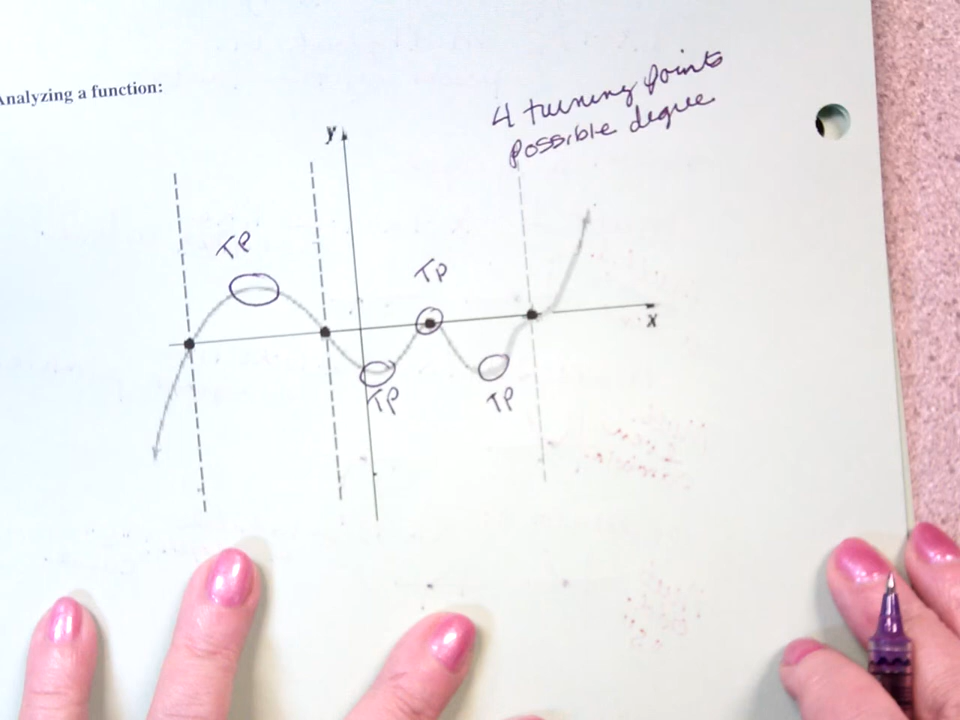 Analyzing a function:
4 turning points
possible degree
y
TP
TP
x
TP
TP